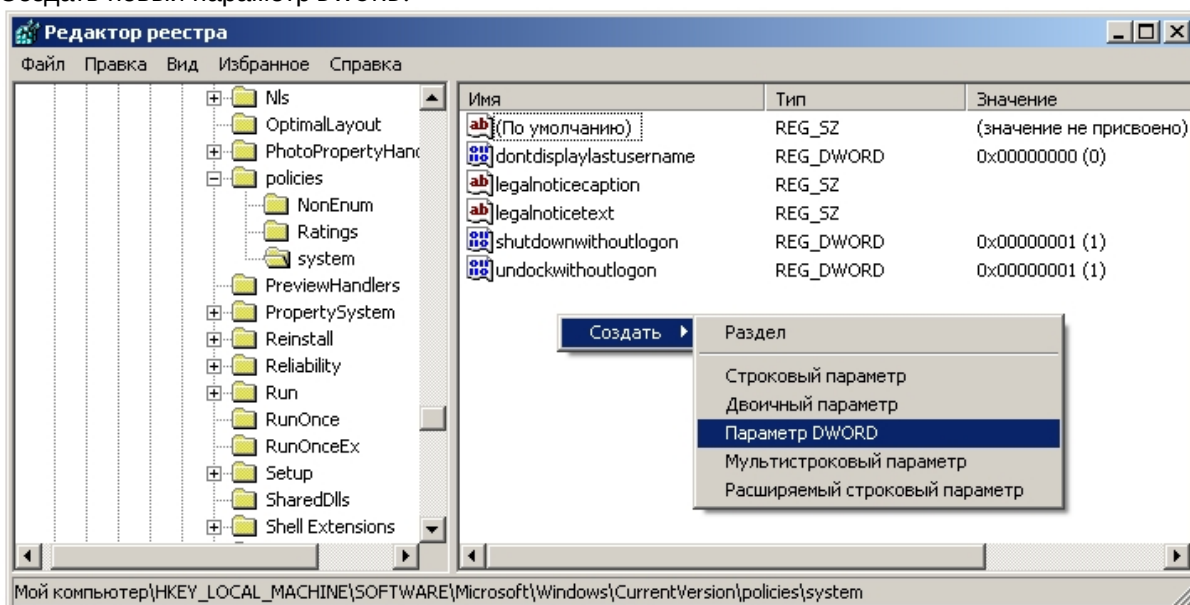 Создать новый параметр DWORD:
Редактор реестра
Файл Правка Вид Избранное Справка
Nls
OptimalLayout
PhotoPropertyHand
policies
NonEnum
Ratings
system
PreviewHandlers
PropertySystem
Reinstall
Reliability
Run
RunOnce
RunOnceEx
Setup
SharedDlls
Shell Extensions
Имя Тип Значение
(По умолчанию) REG_SZ (значение не присвоено)
dontdisplaylastusername REG_DWORD 0x00000000 (0)
legalnoticecaption REG_SZ
legalnoticetext REG_SZ
shutdownwithoutlogon REG_DWORD 0x00000001 (1)
undockwithoutlogon REG_DWORD 0x00000001 (1)
Создать
Раздел
Строковый параметр
Двоичный параметр
Параметр DWORD
Мультистроковый параметр
Расширяемый строковый параметр
Мой компьютер\HKEY_LOCAL_MACHINE\SOFTWARE\Microsoft\Windows\CurrentVersion\policies\system